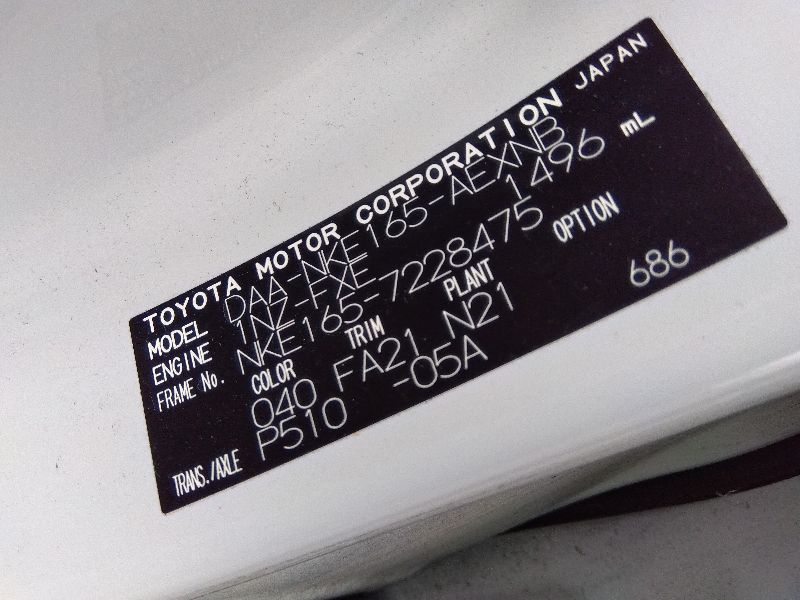 TOYOTA MOTOR CORPORATION JAPAN
MODEL DAA-NKE165-AEXNB
ENGINE 1NZ-FXE 1496 mL
FRAME No. NKE165-7228475
COLOR TRIM PLANT OPTION
040 FA21 N21 686
TRANS./AXLE P510 -05A